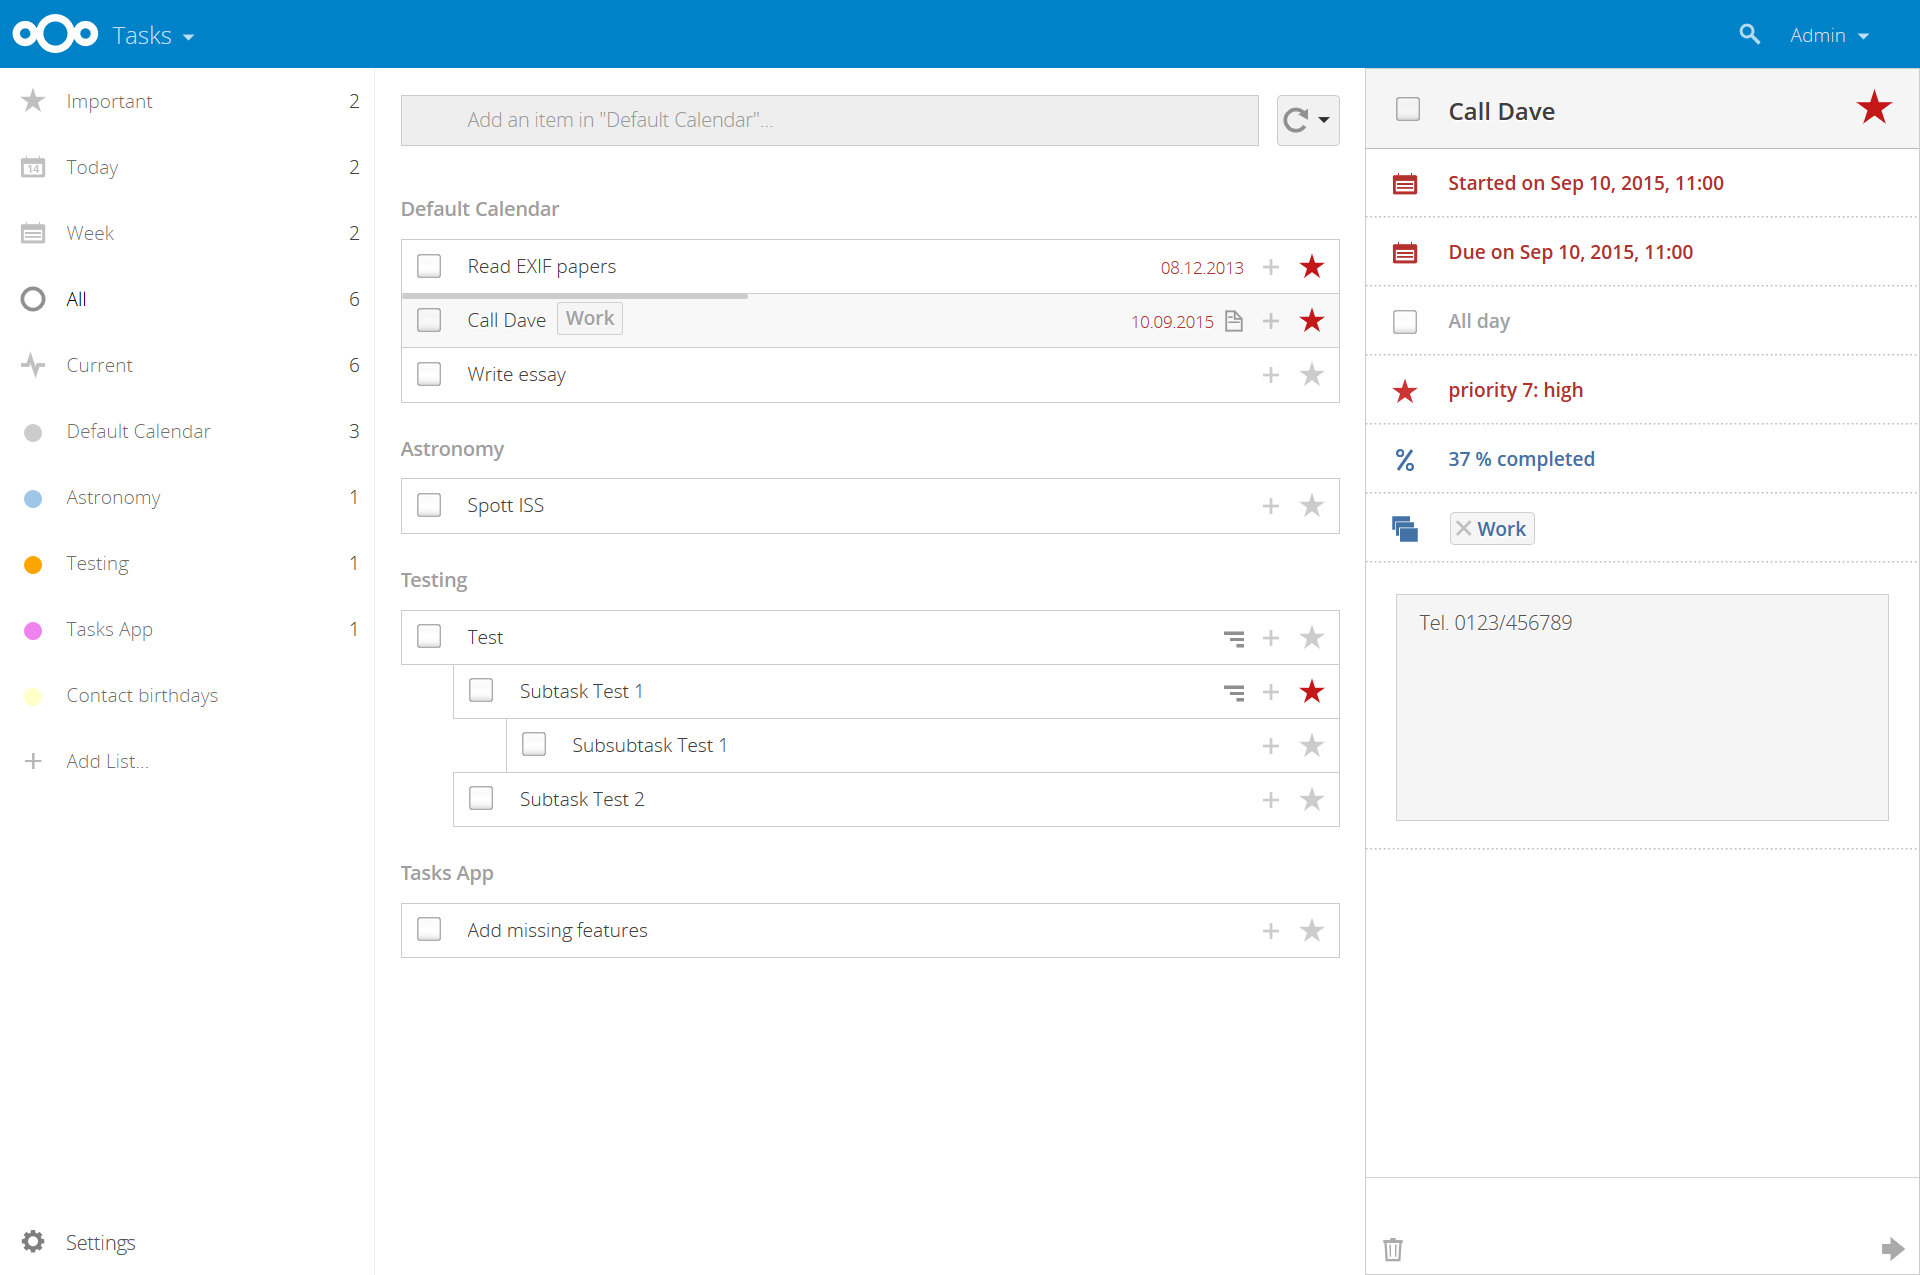 Tasks
Admin
Important 2
14 Today 2
Week 2
All 6
Current 6
Default Calendar 3
Astronomy 1
Testing 1
Tasks App 1
Contact birthdays
Add List...
Settings
Add an item in "Default Calendar"...
Default Calendar
Read EXIF papers 08.12.2013
Call Dave Work 10.09.2015
Write essay
Astronomy
Spott ISS
Testing
Test
Subtask Test 1
Subsubtask Test 1
Subtask Test 2
Tasks App
Add missing features
Call Dave
Started on Sep 10, 2015, 11:00
Due on Sep 10, 2015, 11:00
All day
priority 7: high
% 37 % completed
Work
Tel. 0123/456789